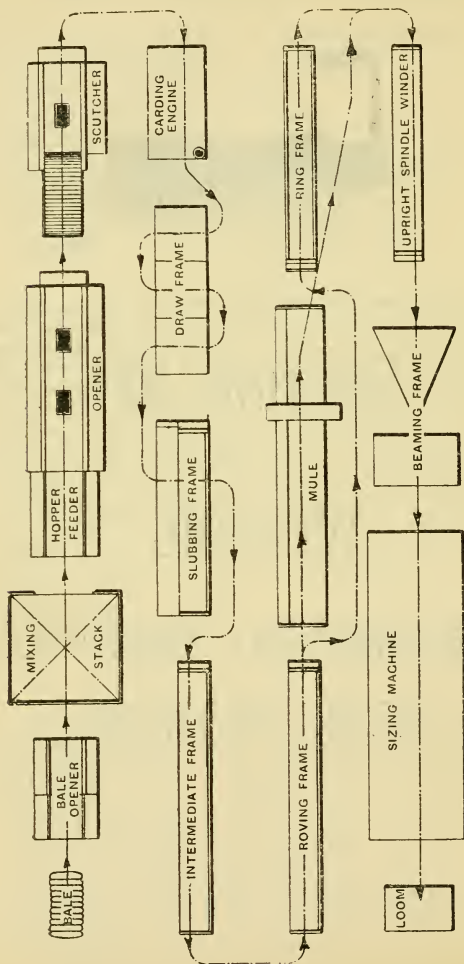 BALE
BALE
OPENER
MIXING
STACK
HOPPER
FEEDER
OPENER
SCUTCHER
CARDING
ENGINE
DRAW FRAME
SLUBBING FRAME
INTERMEDIATE FRAME
ROVING FRAME
MULE
RING FRAME
UPRIGHT SPINDLE WINDER
BEAMING FRAME
SIZING MACHINE
LOOM